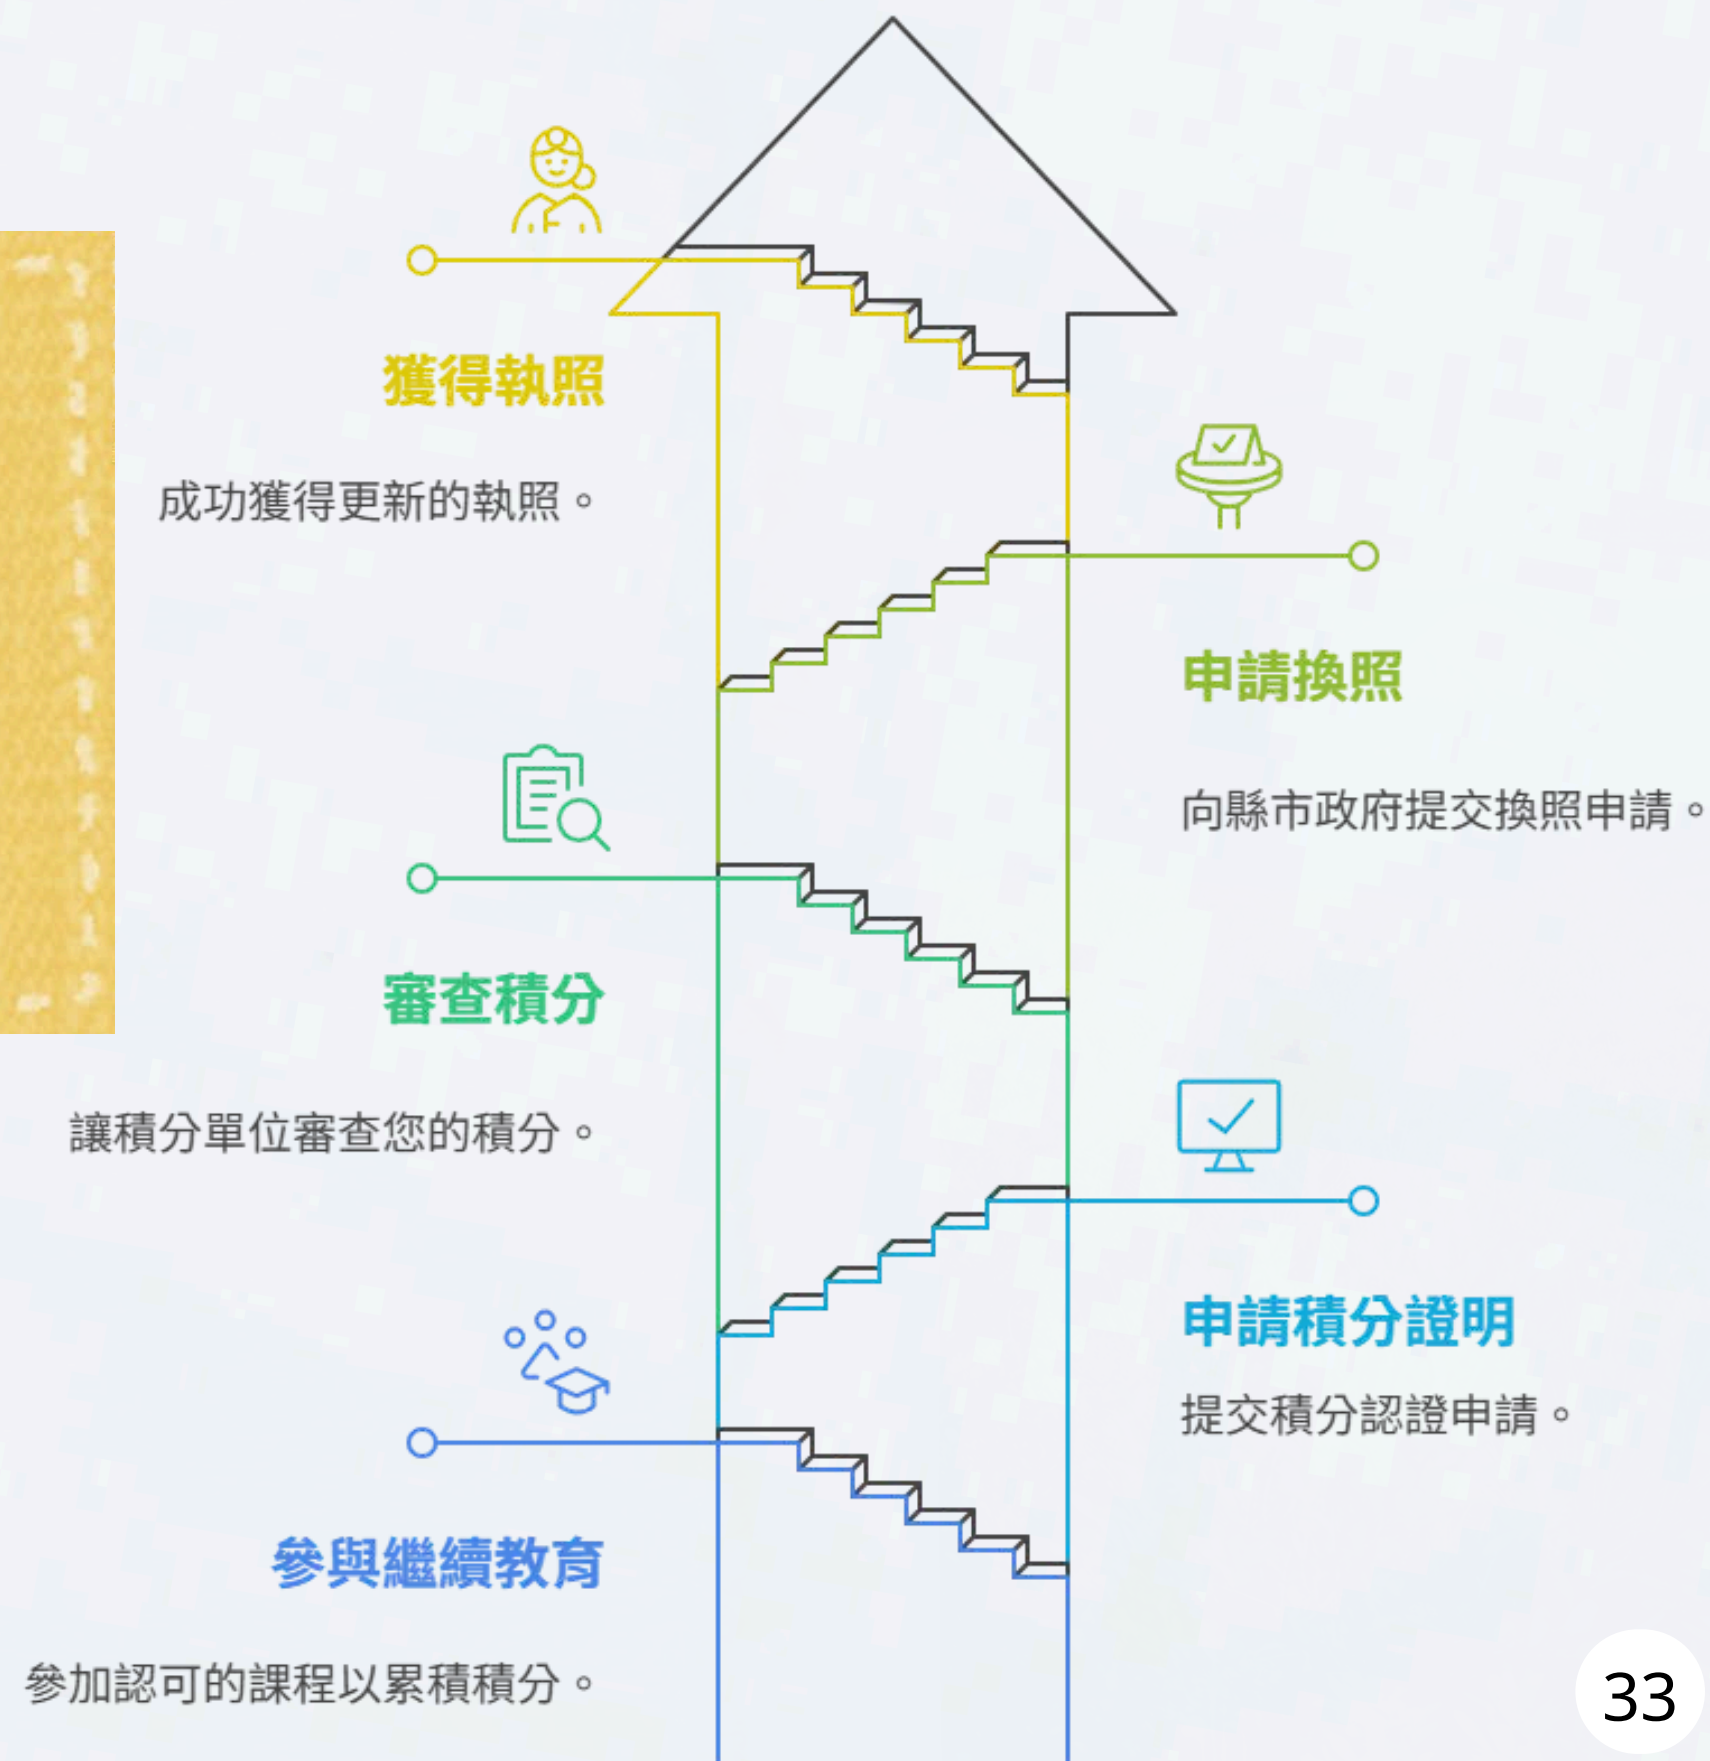 獲得執照
成功獲得更新的執照。
申請換照
向縣市政府提交換照申請。
審查積分
讓積分單位審查您的積分。
申請積分證明
提交積分認證申請。
參與繼續教育
參加認可的課程以累積積分。
33